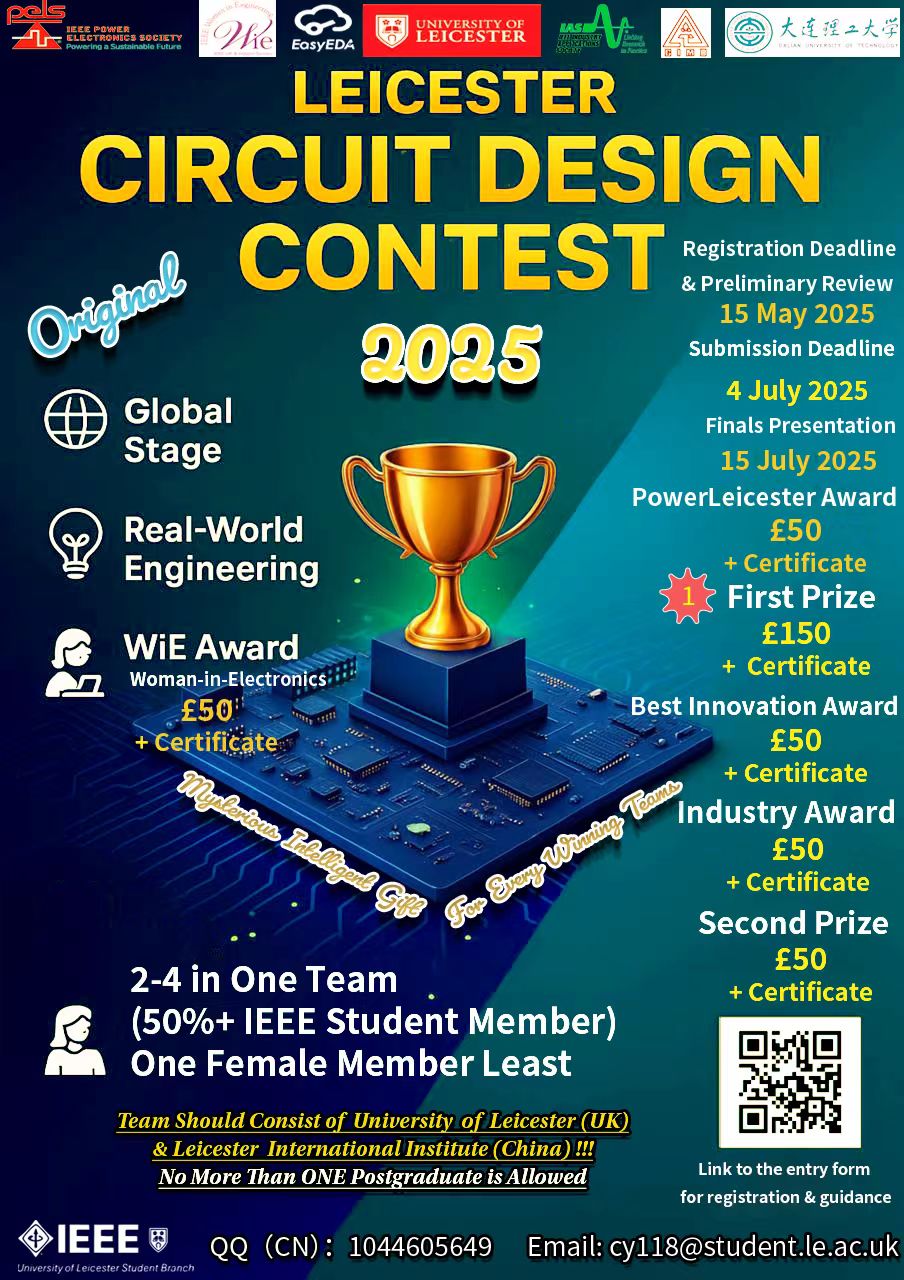 pels
IEEE POWER
ELECTRONICS SOCIETY
Powering a Sustainable Future
Wie
EasyEDA
UNIVERSITY OF
LEICESTER
IAS
CIMS
大连理工大学
DALIAN UNIVERSITY OF TECHNOLOGY
LEICESTER
CIRCUIT DESIGN
CONTEST
2025
Original
Global
Stage
Real-World
Engineering
WiE Award
Woman-in-Electronics
£50
+ Certificate
Registration Deadline
& Preliminary Review
15 May 2025
Submission Deadline
4 July 2025
Finals Presentation
15 July 2025
PowerLeicester Award
£50
+ Certificate
1 First Prize
£150
+ Certificate
Best Innovation Award
£50
+ Certificate
Industry Award
£50
+ Certificate
Second Prize
£50
+ Certificate
Mysterious Intelligent Gift
For Every Winning Teams
2-4 in One Team
(50%+ IEEE Student Member)
One Female Member Least
Team Should Consist of University of Leicester (UK)
& Leicester International Institute (China) !!!
No More Than ONE Postgraduate is Allowed
Link to the entry form
for registration & guidance
IEEE
University of Leicester Student Branch
QQ（CN）：1044605649 Email: cy118@student.le.ac.uk